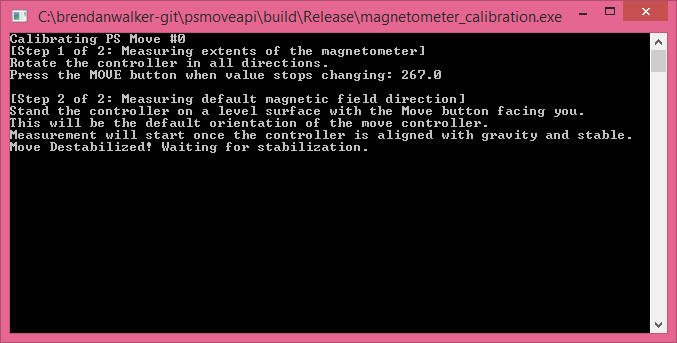 C:\brendanwalker-git\psmoveapi\build\Release\magnetometer_calibration.exe
Calibrating PS Move #0
[Step 1 of 2: Measuring extents of the magnetometer]
Rotate the controller in all directions.
Press the MOVE button when value stops changing: 267.0
[Step 2 of 2: Measuring default magnetic field direction]
Stand the controller on a level surface with the Move button facing you.
This will be the default orientation of the move controller.
Measurement will start once the controller is aligned with gravity and stable.
Move Destabilized! Waiting for stabilization.